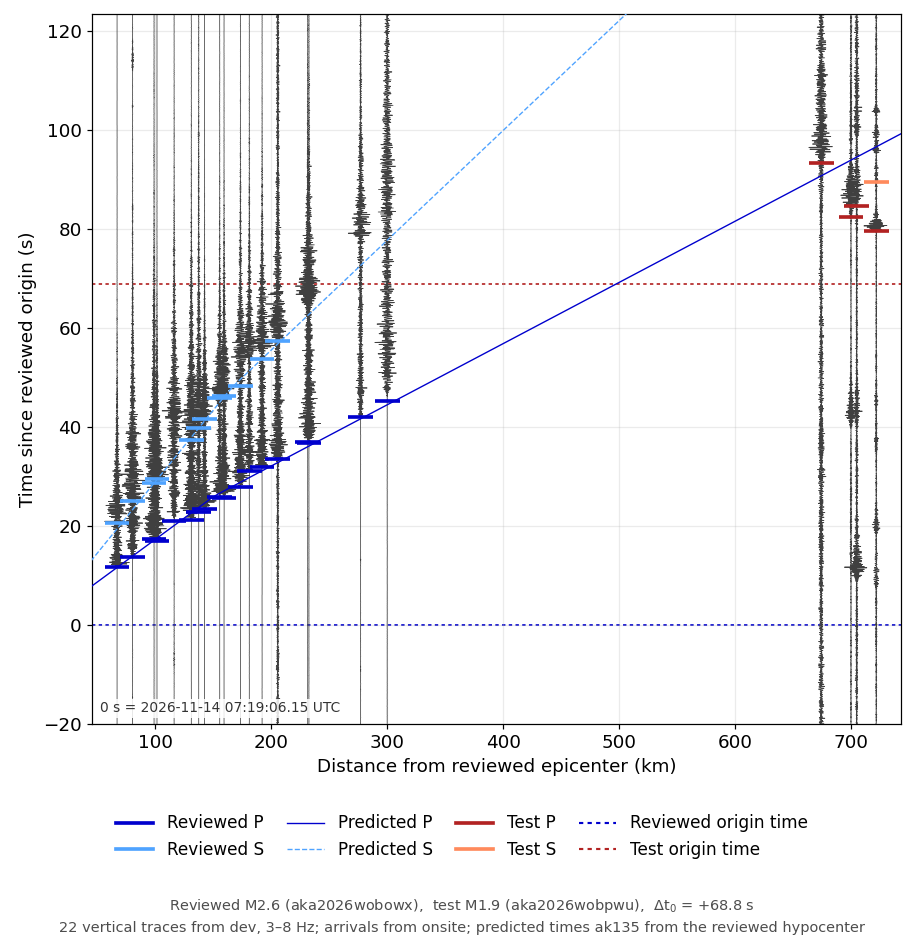 120
100
80
60
40
20
0
−20
Time since reviewed origin (s)
0 s = 2026-11-14 07:19:06.15 UTC
100 200 300 400 500 600 700
Distance from reviewed epicenter (km)
Reviewed P Predicted P Test P Reviewed origin time
Reviewed S Predicted S Test S Test origin time
Reviewed M2.6 (aka2026wobowx), test M1.9 (aka2026wobpwu), Δt₀ = +68.8 s
22 vertical traces from dev, 3–8 Hz; arrivals from onsite; predicted times ak135 from the reviewed hypocenter